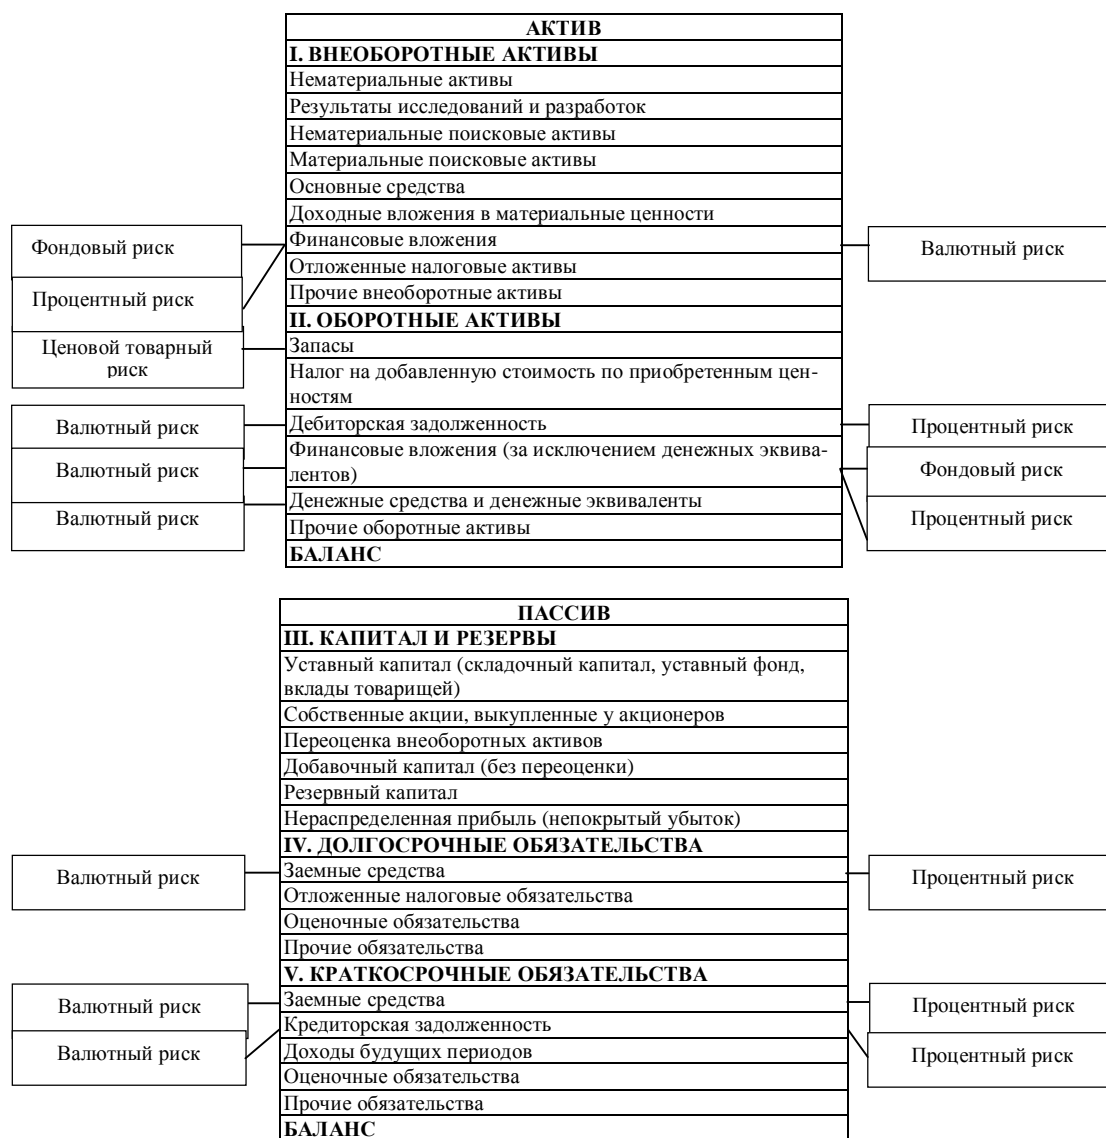 АКТИВ
I. ВНЕОБОРОТНЫЕ АКТИВЫ
Нематериальные активы
Результаты исследований и разработок
Нематериальные поисковые активы
Материальные поисковые активы
Основные средства
Доходные вложения в материальные ценности
Фондовый риск
Финансовые вложения
Валютный риск
Отложенные налоговые активы
Процентный риск
Прочие внеоборотные активы
II. ОБОРОТНЫЕ АКТИВЫ
Ценовой товарный
риск
Запасы
Налог на добавленную стоимость по приобретенным цен-
ностям
Валютный риск
Дебиторская задолженность
Процентный риск
Валютный риск
Финансовые вложения (за исключением денежных эквива-
лентов)
Фондовый риск
Валютный риск
Денежные средства и денежные эквиваленты
Процентный риск
Прочие оборотные активы
БАЛАНС
ПАССИВ
III. КАПИТАЛ И РЕЗЕРВЫ
Уставный капитал (складочный капитал, уставный фонд,
вклады товарищей)
Собственные акции, выкупленные у акционеров
Переоценка внеоборотных активов
Добавочный капитал (без переоценки)
Резервный капитал
Нераспределенная прибыль (непокрытый убыток)
IV. ДОЛГОСРОЧНЫЕ ОБЯЗАТЕЛЬСТВА
Валютный риск
Заемные средства
Процентный риск
Отложенные налоговые обязательства
Оценочные обязательства
Прочие обязательства
V. КРАТКОСРОЧНЫЕ ОБЯЗАТЕЛЬСТВА
Валютный риск
Заемные средства
Процентный риск
Кредиторская задолженность
Валютный риск
Доходы будущих периодов
Процентный риск
Оценочные обязательства
Прочие обязательства
БАЛАНС